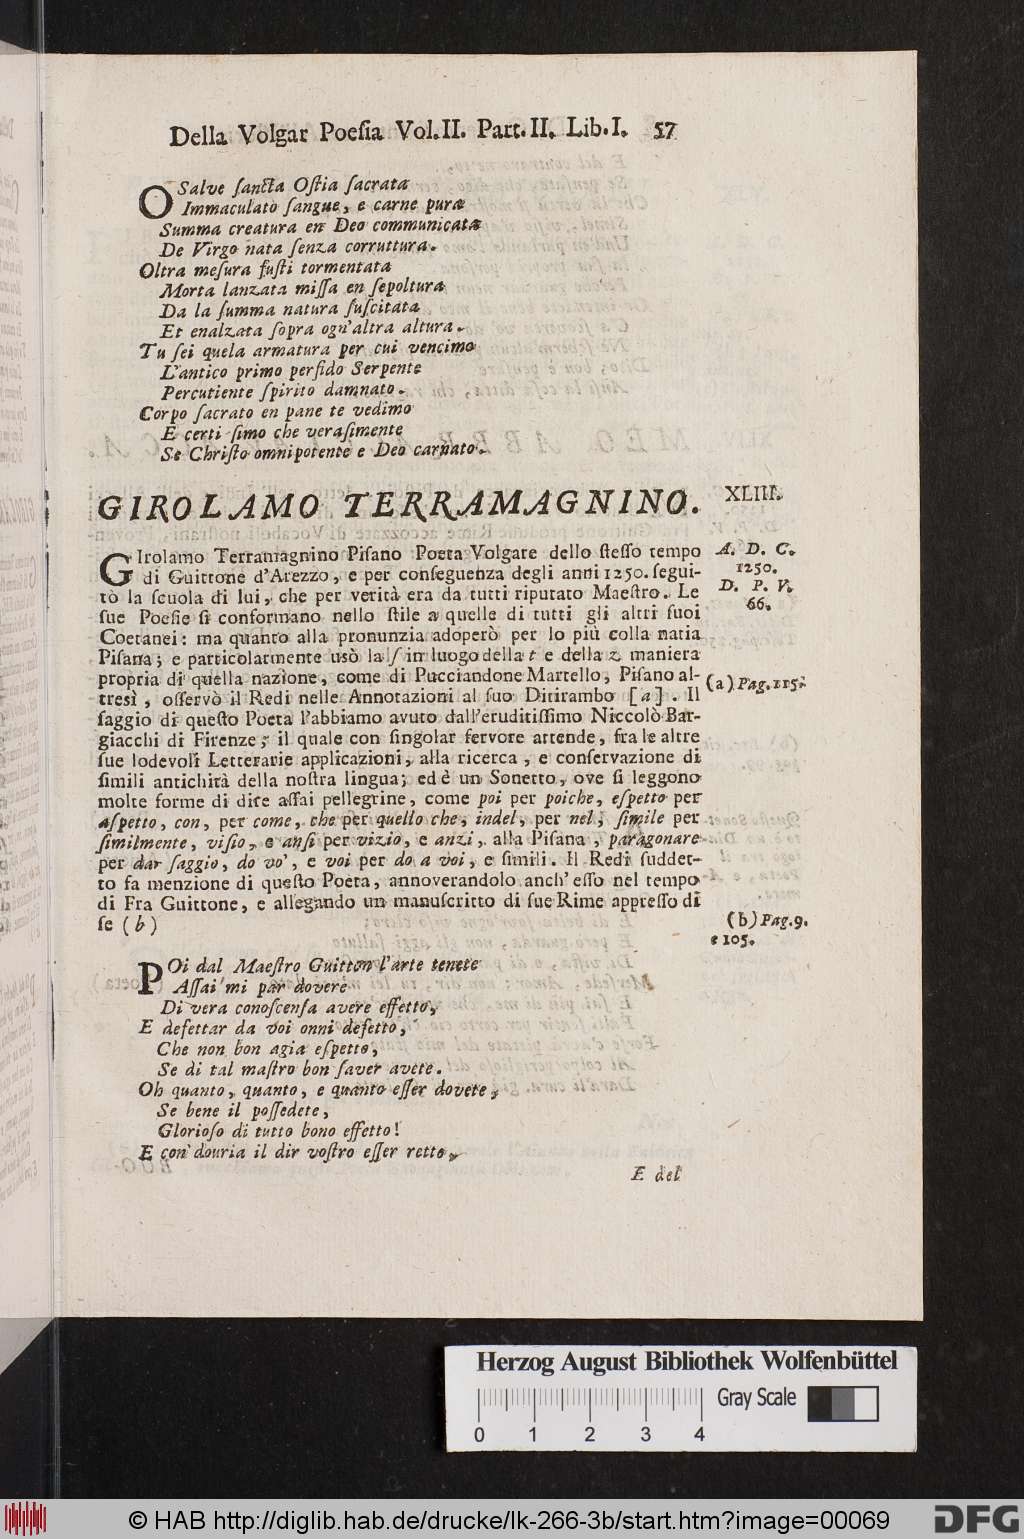 Della Volgar Poeſia Vol.II. Part.II. Lib.I. 57
O Salve ſancta Oſtia ſacrata
Immaculato ſangue, e carne pura
Summa creatura en Deo communicata
De Virgo nata ſenza corruttura.
Oltra meſura fuſti tormentata
Morta lanzata miſſa en ſepoltura
Da la ſumma natura ſuſcitata
Et enalzata ſopra ogn'altra altura.
Tu ſei quela armatura per cui vencimo
L'antico primo perfido Serpente
Percutiente ſpirito damnato.
Corpo ſacrato en pane te vedimo
E certi ſimo che veraſimente
Se Chriſto omnipotente e Deo carnato.
GIROLAMO TERRAMAGNINO. XLIII.
GIrolamo Terramagnino Piſano Poeta Volgare dello ſteſſo tempo
di Guittone d'Arezzo, e per conſeguenza degli anni 1250. ſegui-
tò la ſcuola di lui, che per verità era da tutti riputato Maeſtro. Le
ſue Poeſie ſi conformano nello ſtile a quelle di tutti gli altri ſuoi
Coetanei: ma quanto alla pronunzia adoperò per lo più colla natia
Piſana; e particolarmente usò la ſ in luogo della t e della z maniera
propria di quella nazione, come di Pucciandone Martello, Piſano al-
tresì, oſſervò il Redi nelle Annotazioni al ſuo Ditirambo [a]. Il
ſaggio di queſto Poeta l'abbiamo avuto dall'eruditiſſimo Niccolò Bar-
giacchi di Firenze, il quale con ſingolar fervore attende, fra le altre
ſue lodevoli Letterarie applicazioni, alla ricerca, e conſervazione di
ſimili antichità della noſtra lingua; ed è un Sonetto, ove ſi leggono
molte forme di dire aſſai pellegrine, come poi per poiche, eſpetto per
aſpetto, con, per come, che per quello che, indel, per nel, ſimile per
ſimilmente, viſio, e anſi per vizio, e anzi, alla Piſana, paragonare
per dar ſaggio, do vo', e voi per do a voi, e ſimili. Il Redi ſuddet-
to fa menzione di queſto Poeta, annoverandolo anch'eſſo nel tempo
di Fra Guittone, e allegando un manuſcritto di ſue Rime appreſſo di
ſe (b)
A. D. C.
1250.
D. P. V.
66.
(a) Pag. 115.
(b) Pag. 9.
e 105.
POi dal Maeſtro Guitton l'arte tenete
Aſſai mi par dovere
Di vera conoſcenſa avere effetto,
E defettar da voi onni defetto,
Che non bon agia eſpetto,
Se di tal maſtro bon ſaver avete.
Oh quanto, quanto, e quanto eſſer dovete,
Se bene il poſſedete,
Glorioſo di tutto bono effetto!
E con douria il dir voſtro eſſer retto,
E del
Herzog August Bibliothek Wolfenbüttel
Gray Scale
0 1 2 3 4
© HAB http://diglib.hab.de/drucke/lk-266-3b/start.htm?image=00069
DFG